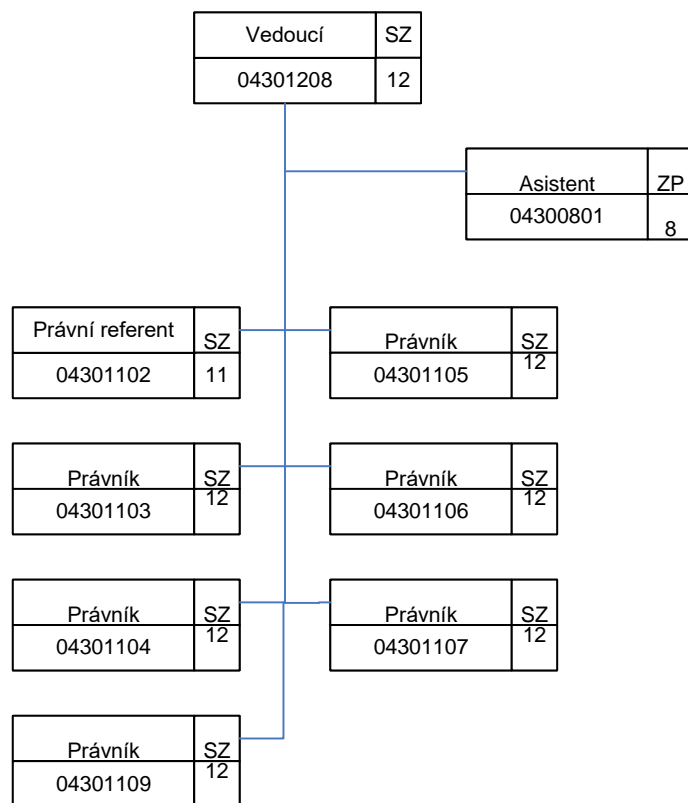 Vedoucí SZ
04301208 12
Asistent ZP
04300801 8
Právní referent SZ
04301102 11
Právník SZ
04301105 12
Právník SZ
04301103 12
Právník SZ
04301106 12
Právník SZ
04301104 12
Právník SZ
04301107 12
Právník SZ
04301109 12